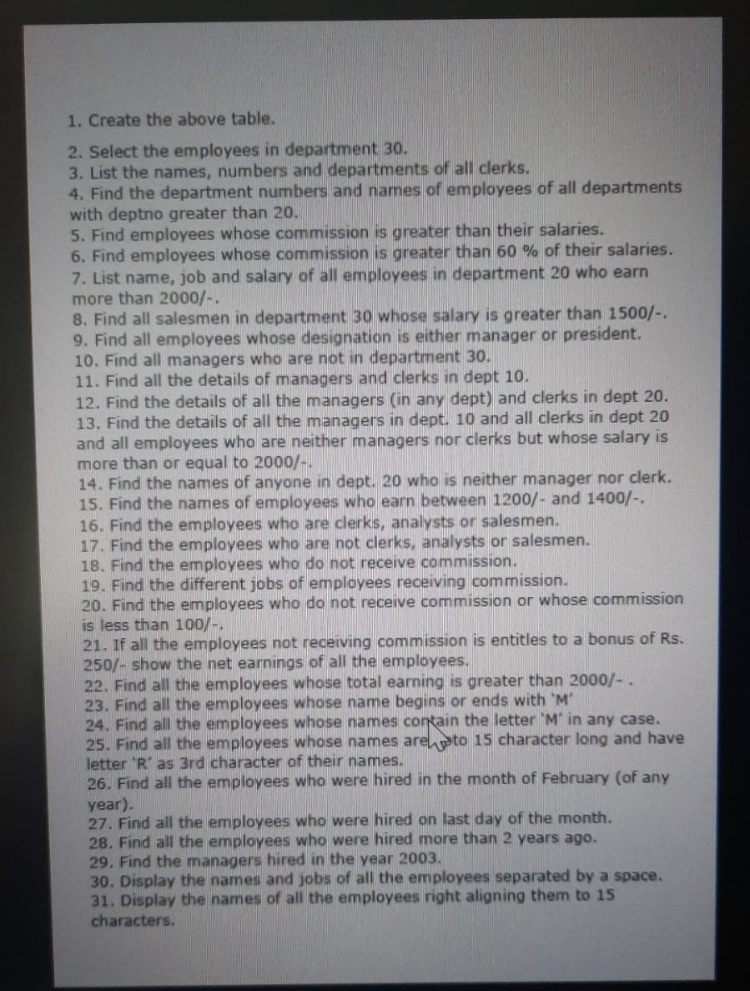 1. Create the above table.
2. Select the employees in department 30.
3. List the names, numbers and departments of all clerks.
4. Find the department numbers and names of employees of all departments
with deptno greater than 20.
5. Find employees whose commission is greater than their salaries.
6. Find employees whose commission is greater than 60 % of their salaries.
7. List name, job and salary of all employees in department 20 who earn
more than 2000/-.
8. Find all salesmen in department 30 whose salary is greater than 1500/-.
9. Find all employees whose designation is either manager or president.
10. Find all managers who are not in department 30.
11. Find all the details of managers and clerks in dept 10.
12. Find the details of all the managers (in any dept) and clerks in dept 20.
13. Find the details of all the managers in dept. 10 and all clerks in dept 20
and all employees who are neither managers nor clerks but whose salary is
more than or equal to 2000/-.
14. Find the names of anyone in dept. 20 who is neither manager nor clerk.
15. Find the names of employees who earn between 1200/- and 1400/-.
16. Find the employees who are clerks, analysts or salesmen.
17. Find the employees who are not clerks, analysts or salesmen.
18. Find the employees who do not receive commission.
19. Find the different jobs of employees receiving commission.
20. Find the employees who do not receive commission or whose commission
is less than 100/-.
21. If all the employees not receiving commission is entitles to a bonus of Rs.
250/- show the net earnings of all the employees.
22. Find all the employees whose total earning is greater than 2000/- .
23. Find all the employees whose name begins or ends with ‘M’
24. Find all the employees whose names contain the letter ‘M’ in any case.
25. Find all the employees whose names are to 15 character long and have
letter ‘R’ as 3rd character of their names.
26. Find all the employees who were hired in the month of February (of any
year).
27. Find all the employees who were hired on last day of the month.
28. Find all the employees who were hired more than 2 years ago.
29. Find the managers hired in the year 2003.
30. Display the names and jobs of all the employees separated by a space.
31. Display the names of all the employees right aligning them to 15
characters.